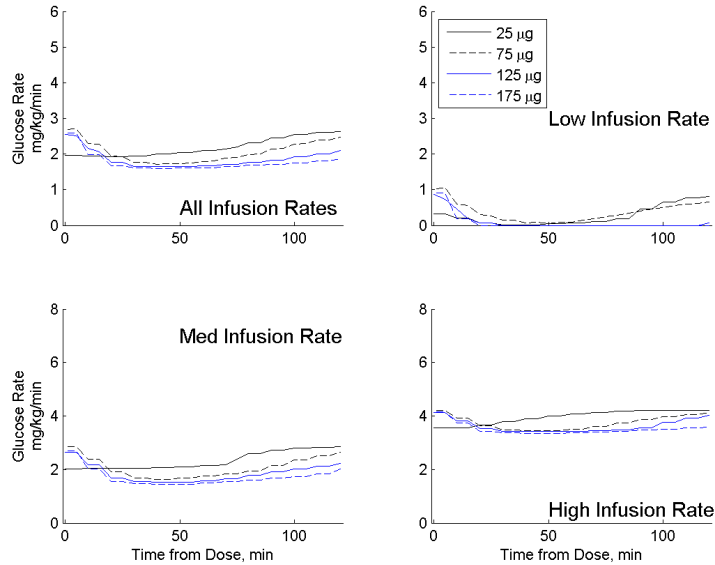 6
5
4
3
2
1
0
Glucose Rate
mg/kg/min
All Infusion Rates
0
50
100
6
5
4
3
2
1
0
25 μg
75 μg
125 μg
175 μg
Low Infusion Rate
0
50
100
8
6
4
2
0
Glucose Rate
mg/kg/min
Med Infusion Rate
0
50
100
Time from Dose, min
8
6
4
2
0
High Infusion Rate
0
50
100
Time from Dose, min